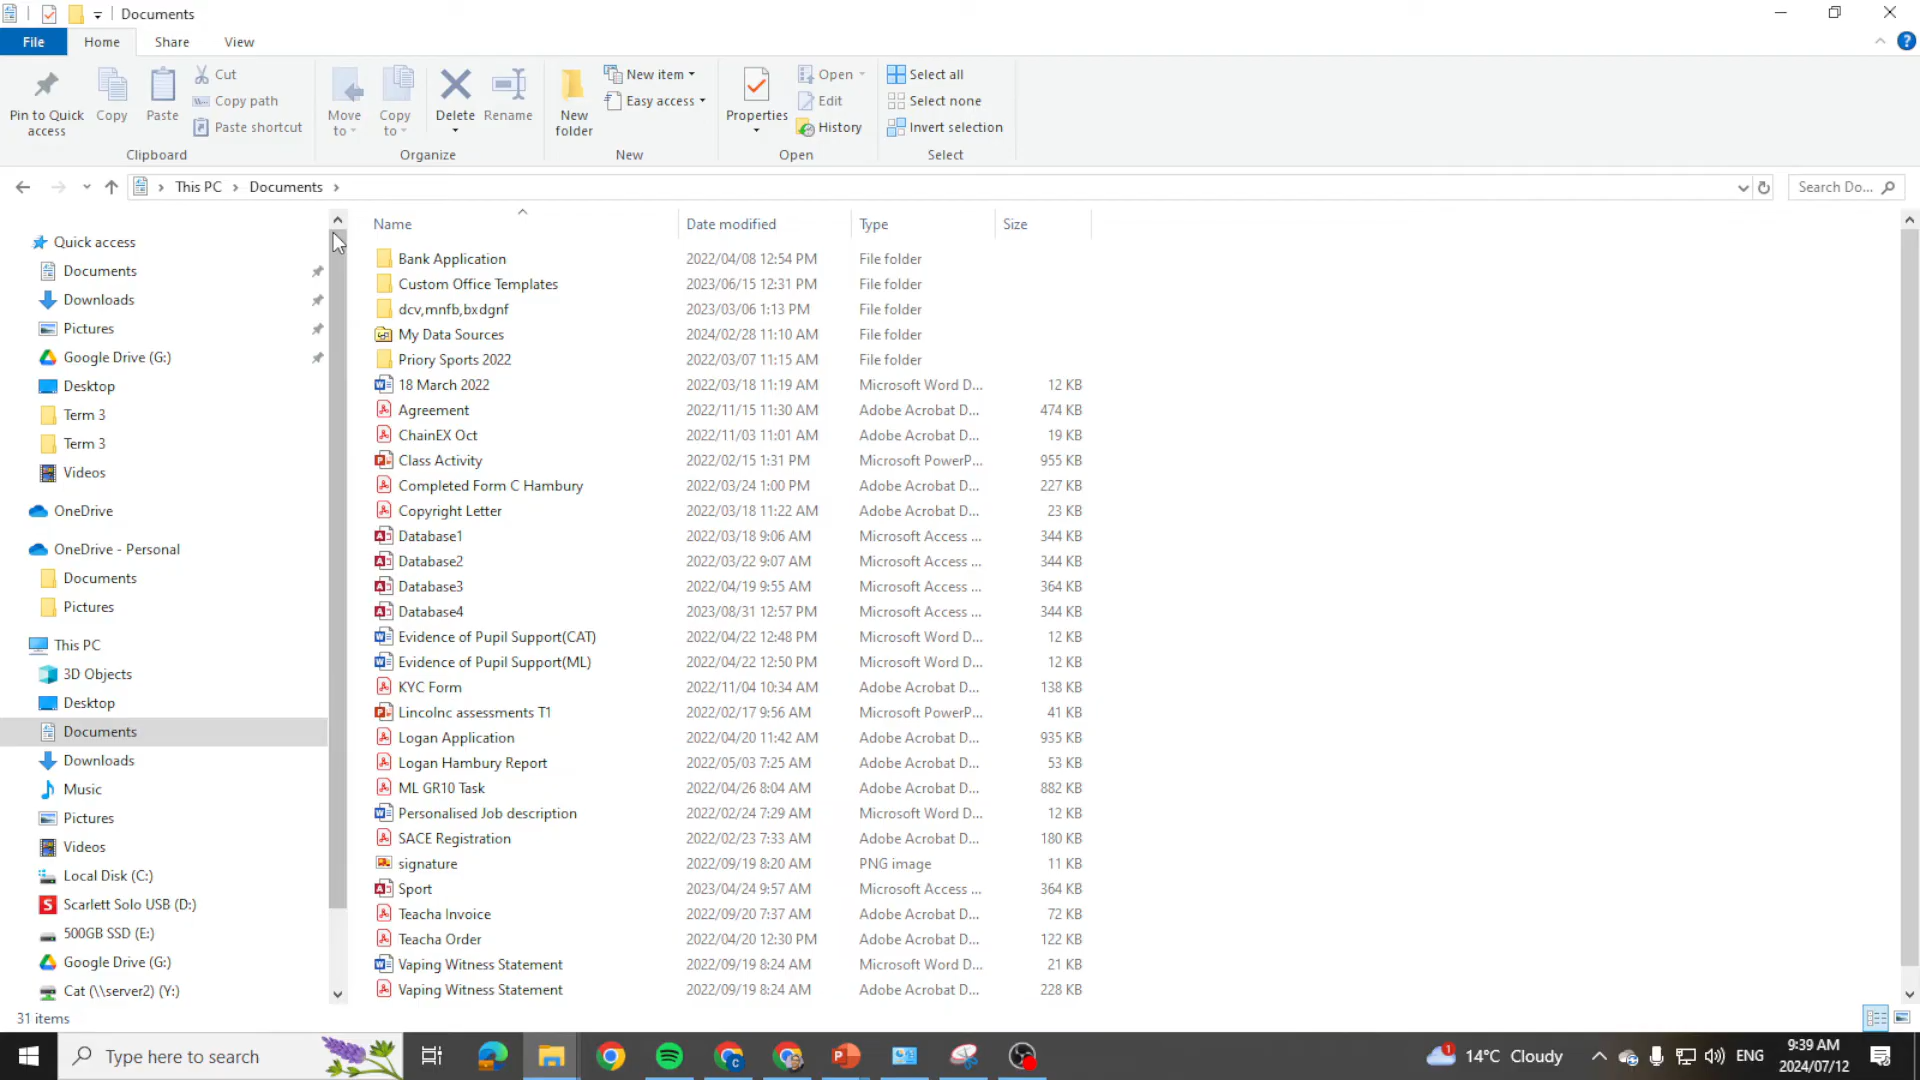 Documents
File Home Share View
Pin to Quick access Copy Paste Cut Copy path Paste shortcut Clipboard
Move to Copy to Delete Rename Organize
New folder New item Easy access New
Properties Open Edit History Open
Select all Select none Invert selection Select
This PC Documents Search Do...
Quick access
Documents
Downloads
Pictures
Google Drive (G:)
Desktop
Term 3
Term 3
Videos
OneDrive
OneDrive - Personal
Documents
Pictures
This PC
3D Objects
Desktop
Documents
Downloads
Music
Pictures
Videos
Local Disk (C:)
Scarlett Solo USB (D:)
500GB SSD (E:)
Google Drive (G:)
Cat (\\server2) (Y:)
Name Date modified Type Size
Bank Application 2022/04/08 12:54 PM File folder
Custom Office Templates 2023/06/15 12:31 PM File folder
dcv,mnfb,bxdgnf 2023/03/06 1:13 PM File folder
My Data Sources 2024/02/28 11:10 AM File folder
Priory Sports 2022 2022/03/07 11:15 AM File folder
18 March 2022 2022/03/18 11:19 AM Microsoft Word D... 12 KB
Agreement 2022/11/15 11:30 AM Adobe Acrobat D... 474 KB
ChainEX Oct 2022/11/03 11:01 AM Adobe Acrobat D... 19 KB
Class Activity 2022/02/15 1:31 PM Microsoft PowerP... 955 KB
Completed Form C Hambury 2022/03/24 1:00 PM Adobe Acrobat D... 227 KB
Copyright Letter 2022/03/18 11:22 AM Adobe Acrobat D... 23 KB
Database1 2022/03/18 9:06 AM Microsoft Access ... 344 KB
Database2 2022/03/22 9:07 AM Microsoft Access ... 344 KB
Database3 2022/04/19 9:55 AM Microsoft Access ... 364 KB
Database4 2023/08/31 12:57 PM Microsoft Access ... 344 KB
Evidence of Pupil Support(CAT) 2022/04/22 12:48 PM Microsoft Word D... 12 KB
Evidence of Pupil Support(ML) 2022/04/22 12:50 PM Microsoft Word D... 12 KB
KYC Form 2022/11/04 10:34 AM Adobe Acrobat D... 138 KB
Lincolnc assessments T1 2022/02/17 9:56 AM Microsoft PowerP... 41 KB
Logan Application 2022/04/20 11:42 AM Adobe Acrobat D... 935 KB
Logan Hambury Report 2022/05/03 7:25 AM Adobe Acrobat D... 53 KB
ML GR10 Task 2022/04/26 8:04 AM Adobe Acrobat D... 882 KB
Personalised Job description 2022/02/24 7:29 AM Microsoft Word D... 12 KB
SACE Registration 2022/02/23 7:33 AM Adobe Acrobat D... 180 KB
signature 2022/09/19 8:20 AM PNG image 11 KB
Sport 2023/04/24 9:57 AM Microsoft Access ... 364 KB
Teacha Invoice 2022/09/20 7:37 AM Adobe Acrobat D... 72 KB
Teacha Order 2022/04/20 12:30 PM Adobe Acrobat D... 122 KB
Vaping Witness Statement 2022/09/19 8:24 AM Microsoft Word D... 21 KB
Vaping Witness Statement 2022/09/19 8:24 AM Adobe Acrobat D... 228 KB
31 items
Type here to search 14°C Cloudy ENG 9:39 AM
2024/07/12